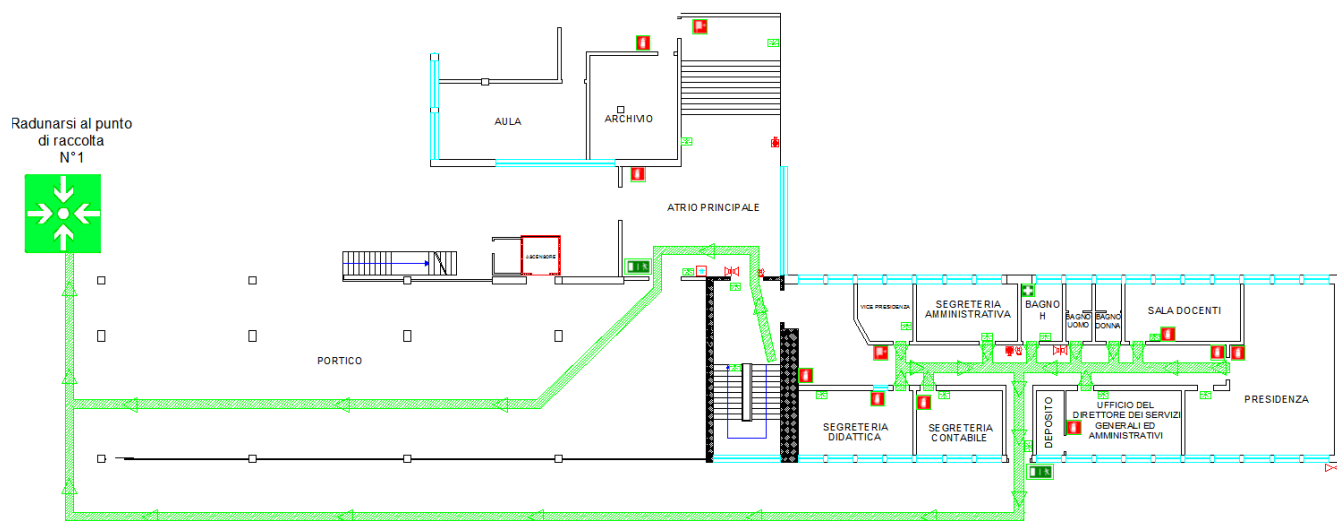 Radunarsi al punto
di raccolta
N°1
AULA
ARCHIVIO
ATRIO PRINCIPALE
ASCENSORE
PORTICO
VICE PRESIDENZA
SEGRETERIA
AMMINISTRATIVA
BAGNO
H
BAGNO
UOMO
BAGNO
DONNA
SALA DOCENTI
SEGRETERIA
DIDATTICA
SEGRETERIA
CONTABILE
DEPOSITO
UFFICIO DEL
DIRETTORE DEI SERVIZI
GENERALI ED
AMMINISTRATIVI
PRESIDENZA